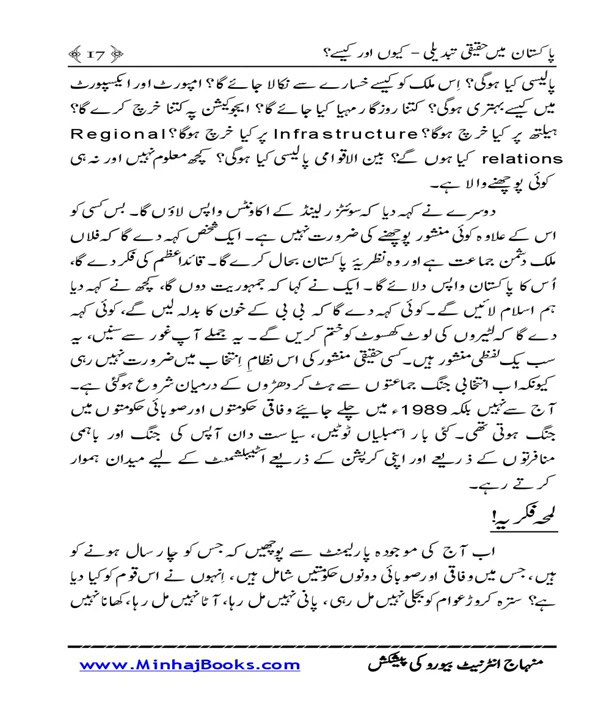 پاکستان میں حقیقی تبدیلی – کیوں اور کیسے؟ ﴿17﴾
پالیسی کیا ہوگی؟ اِس ملک کو کیسے خسارے سے نکالا جائے گا؟ امپورٹ اور ایکسپورٹ
میں کیسے بہتری ہوگی؟ کتنا روزگار مہیا کیا جائے گا؟ ایجوکیشن پہ کتنا خرچ کرے گا؟
ہیلتھ پر کیا خرچ ہوگا؟ Infrastructure پر کیا خرچ ہوگا؟ Regional
relations کیا ہوں گے؟ بین الاقوامی پالیسی کیا ہوگی؟ کچھ معلوم نہیں اور نہ ہی
کوئی پوچھنے والا ہے۔
دوسرے نے کہہ دیا کہ سوئٹزرلینڈ کے اکاونٹس واپس لاؤں گا۔ بس کسی کو
اس کے علاوہ کوئی منشور پوچھنے کی ضرورت نہیں ہے۔ ایک شخص کہہ دے گا کہ فلاں
ملک دشمن جماعت ہے اور وہ نظریۂ پاکستان بحال کرے گا۔ قائداعظم کی فکر دے گا،
اُس کا پاکستان واپس دلائے گا۔ ایک نے کہا کہ جمہوریت دوں گا، کچھ نے کہہ دیا
ہم اسلام لائیں گے۔ کوئی کہہ دے گا کہ بی بی کے خون کا بدلہ لیں گے، کوئی کہہ
دے گا کہ لٹیروں کی لوٹ کھسوٹ کو ختم کریں گے۔ یہ جملے آپ غور سے سنیں، یہ
سب یک لفظی منشور ہیں۔ کسی حقیقی منشور کی اس نظامِ اِنتخاب میں ضرورت نہیں رہی
کیونکہ اب انتخابی جنگ جماعتوں سے ہٹ کر دھڑوں کے درمیان شروع ہوگئی ہے۔
آج سے نہیں بلکہ 1989ء میں چلے جایئے وفاقی حکومتوں اور صوبائی حکومتوں میں
جنگ ہوتی تھی۔ کئی بار اسمبلیاں ٹوٹیں، سیاست دان آپس کی جنگ اور باہمی
منافرتوں کے ذریعے اور اپنی کرپشن کے ذریعے اسٹیبلشمنٹ کے لیے میدان ہموار
کرتے رہے۔
لمحہ فکریہ!
اب آج کی موجودہ پارلیمنٹ سے پوچھیں کہ جس کو چار سال ہونے کو
ہیں، جس میں وفاقی اور صوبائی دونوں حکومتیں شامل ہیں، اِنہوں نے اس قوم کو کیا دیا
ہے؟ سترہ کروڑ عوام کو بجلی نہیں مل رہی، پانی نہیں مل رہا، آٹا نہیں مل رہا، کھانا نہیں
منہاج انٹرنیٹ بیورو کی پیشکش www.MinhajBooks.com